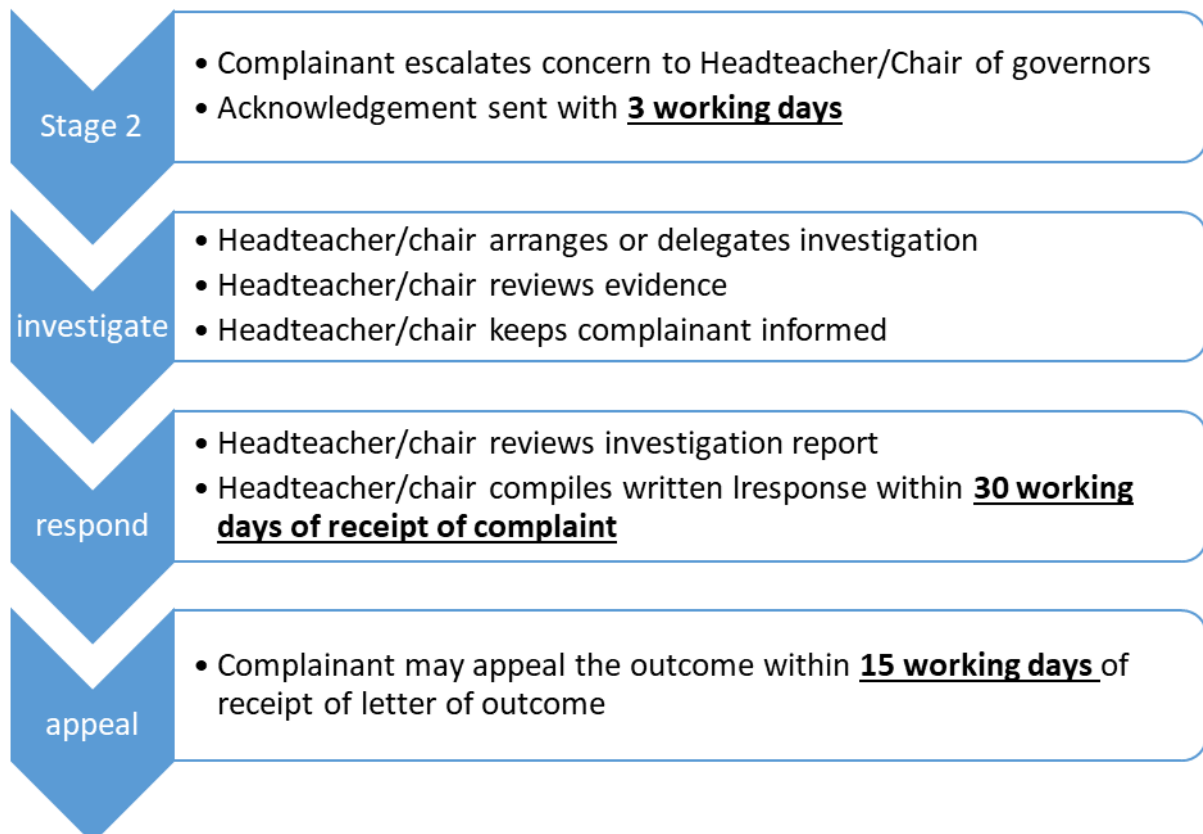 Stage 2
• Complainant escalates concern to Headteacher/Chair of governors
• Acknowledgement sent with 3 working days
investigate
• Headteacher/chair arranges or delegates investigation
• Headteacher/chair reviews evidence
• Headteacher/chair keeps complainant informed
respond
• Headteacher/chair reviews investigation report
• Headteacher/chair compiles written lresponse within 30 working
days of receipt of complaint
appeal
• Complainant may appeal the outcome within 15 working days of
receipt of letter of outcome